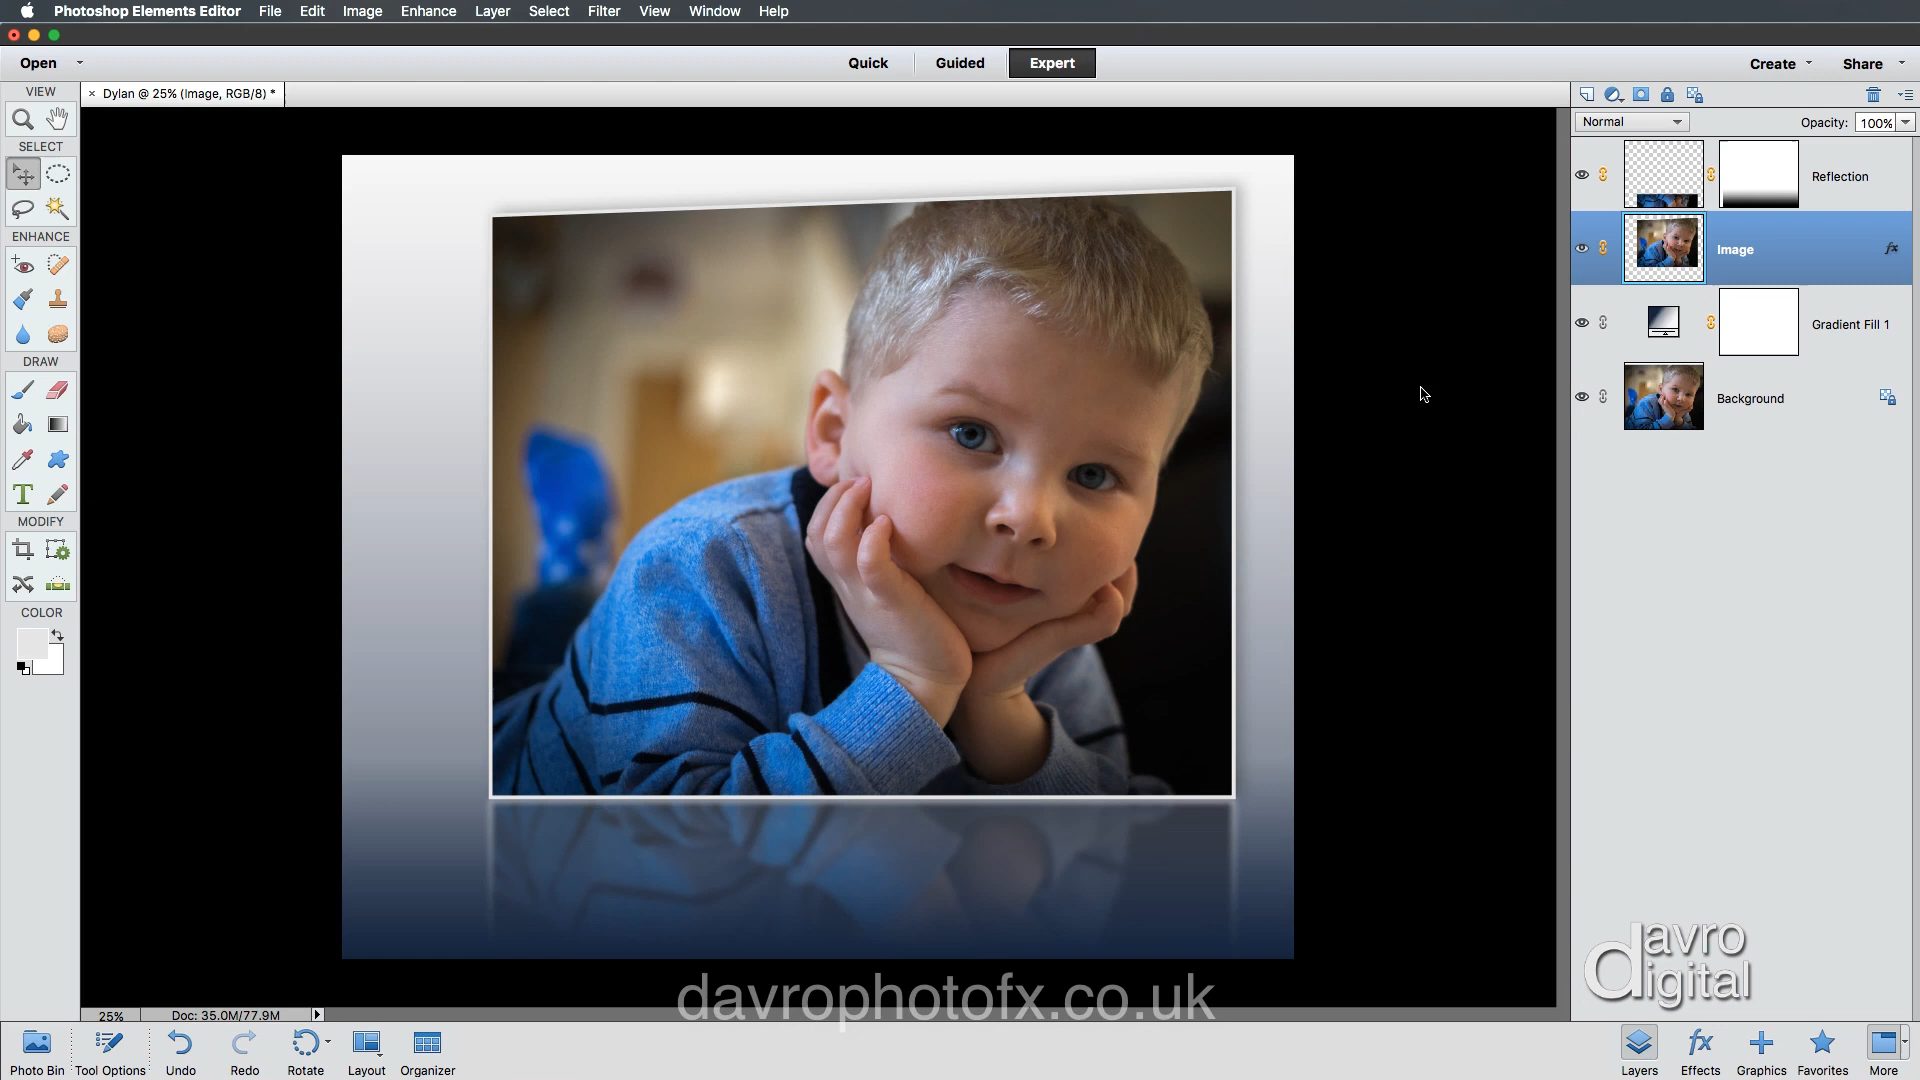 Photoshop Elements Editor File Edit Image Enhance Layer Select Filter View Window Help
Open Quick Guided Expert Create Share
VIEW
× Dylan @ 25% (Image, RGB/8) *
SELECT
ENHANCE
DRAW
T
MODIFY
COLOR
Normal Opacity: 100%
Reflection
Image fx
Gradient Fill 1
Background
davro
digital
davrophotofx.co.uk
25% Doc: 35.0M/77.9M
Photo Bin Tool Options Undo Redo Rotate Layout Organizer
fx
Layers Effects Graphics Favorites More